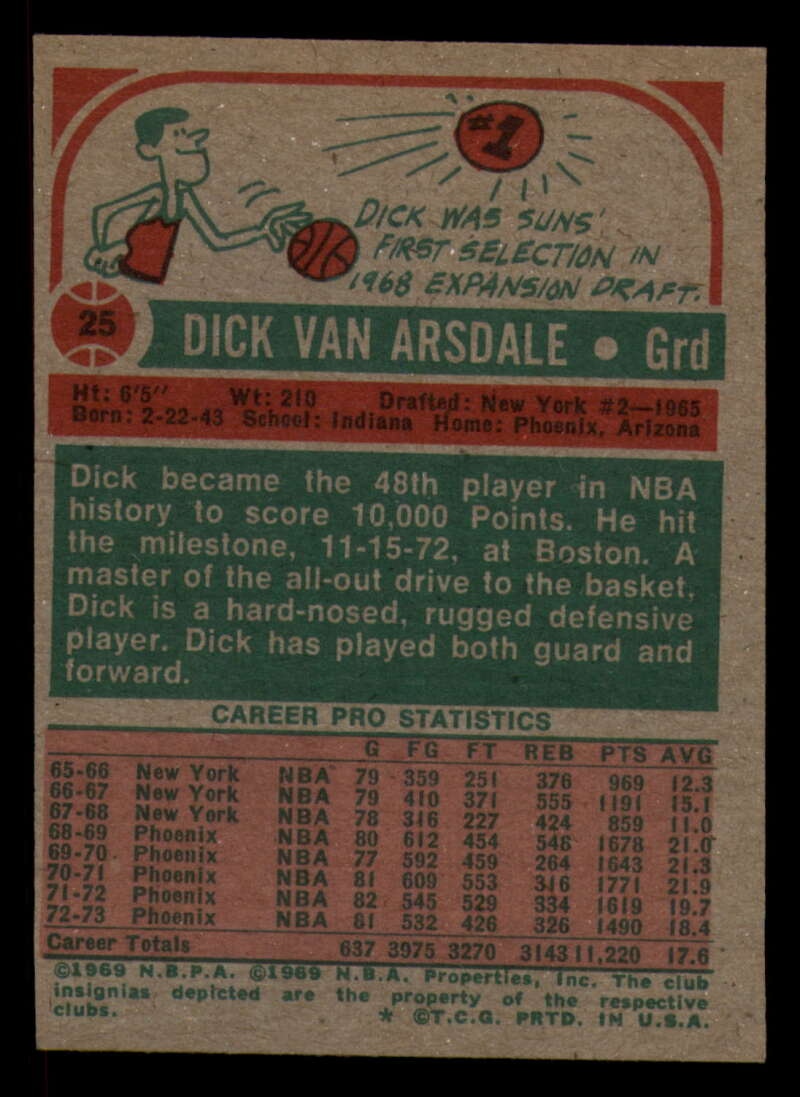 #1
DICK WAS SUNS'
FIRST SELECTION IN
1968 EXPANSION DRAFT.
25
DICK VAN ARSDALE • Grd
Ht: 6'5" Wt: 210 Drafted: New York #2—1965
Born: 2-22-43 School: Indiana Home: Phoenix, Arizona
Dick became the 48th player in NBA
history to score 10,000 Points. He hit
the milestone, 11-15-72, at Boston. A
master of the all-out drive to the basket,
Dick is a hard-nosed, rugged defensive
player. Dick has played both guard and
forward.
CAREER PRO STATISTICS
G FG FT REB PTS AVG
65-66 New York NBA 79 359 251 376 969 12.3
66-67 New York NBA 79 410 371 555 1191 15.1
67-68 New York NBA 78 316 227 424 859 11.0
68-69 Phoenix NBA 80 612 454 548 1678 21.0
69-70 Phoenix NBA 77 592 459 264 1643 21.3
70-71 Phoenix NBA 81 609 553 316 1771 21.9
71-72 Phoenix NBA 82 545 529 334 1619 19.7
72-73 Phoenix NBA 81 532 426 326 1490 18.4
Career Totals 637 3975 3270 3143 11,220 17.6
©1969 N.B.P.A. ©1969 N.B.A. Properties, Inc. The club
insignias depicted are the property of the respective
clubs. * ©T.C.G. PRTD. IN U.S.A.